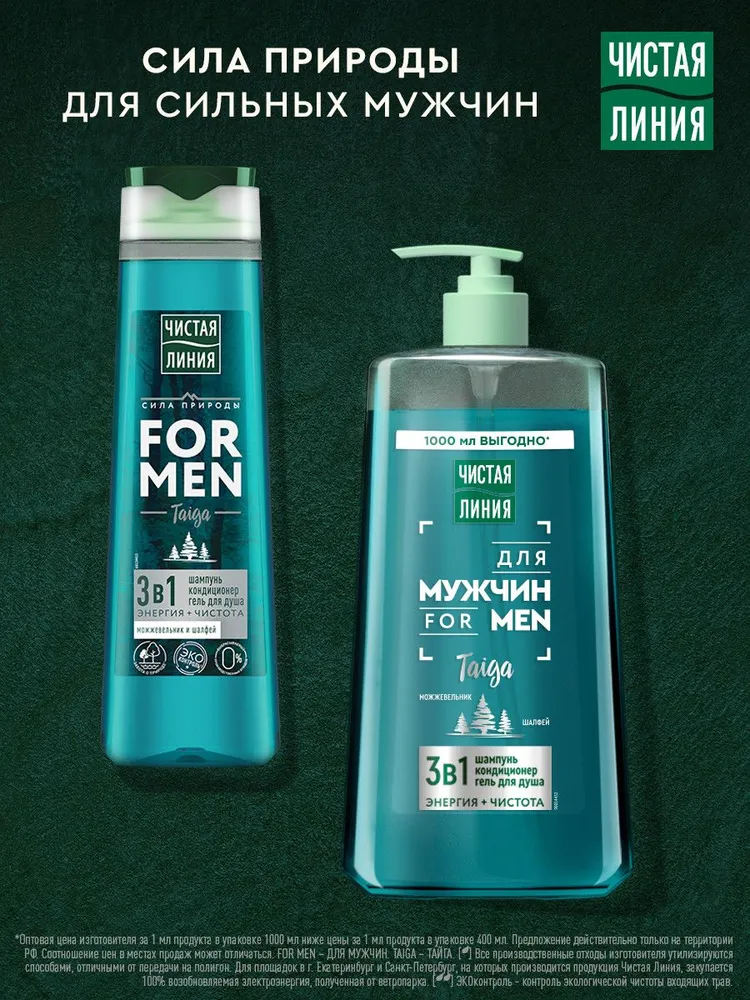 СИЛА ПРИРОДЫ
ДЛЯ СИЛЬНЫХ МУЖЧИН
ЧИСТАЯ
ЛИНИЯ
ЧИСТАЯ
ЛИНИЯ
СИЛА ПРИРОДЫ
FOR
MEN
Taiga
3в1
шампунь
кондиционер
гель для душа
ЭНЕРГИЯ + ЧИСТОТА
можжевельник и шалфей
ЭКО
КОНТРОЛЬ
0%
1000 мл ВЫГОДНО*
ЧИСТАЯ
ЛИНИЯ
ДЛЯ
МУЖЧИН
FOR MEN
Taiga
МОЖЖЕВЕЛЬНИК
ШАЛФЕЙ
3в1
шампунь
кондиционер
гель для душа
ЭНЕРГИЯ + ЧИСТОТА
*Оптовая цена изготовителя за 1 мл продукта в упаковке 1000 мл ниже цены за 1 мл продукта в упаковке 400 мл. Предложение действительно только на территории
РФ. Соотношение цен в местах продаж может отличаться. FOR MEN – ДЛЯ МУЖЧИН. TAIGA – ТАЙГА. [ ] Все производственные отходы изготовителя утилизируются
способами, отличными от передачи на полигон. Для площадок в г. Екатеринбург и Санкт-Петербург, на которых производится продукция Чистая Линия, закупается
100% возобновляемая электроэнергия, полученная от ветропарка. [ ] ЭКОконтроль - контроль экологической чистоты входящих трав.